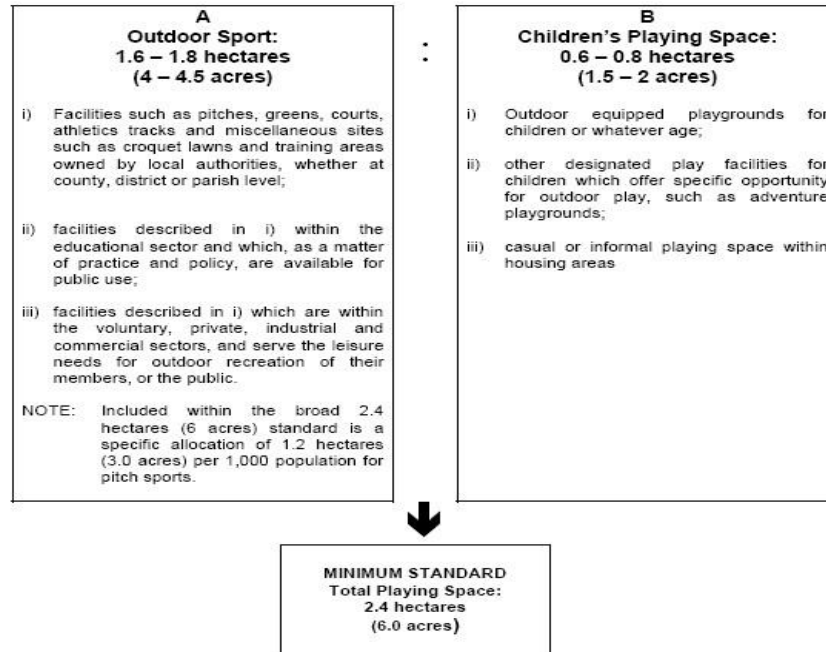 A
Outdoor Sport:
1.6 – 1.8 hectares
(4 – 4.5 acres)
i) Facilities such as pitches, greens, courts,
athletics tracks and miscellaneous sites
such as croquet lawns and training areas
owned by local authorities, whether at
county, district or parish level;
ii) facilities described in i) within the
educational sector and which, as a matter
of practice and policy, are available for
public use;
iii) facilities described in i) which are within
the voluntary, private, industrial and
commercial sectors, and serve the leisure
needs for outdoor recreation of their
members, or the public.
NOTE: Included within the broad 2.4
hectares (6 acres) standard is a
specific allocation of 1.2 hectares
(3.0 acres) per 1,000 population for
pitch sports.
:
B
Children's Playing Space:
0.6 – 0.8 hectares
(1.5 – 2 acres)
i) Outdoor equipped playgrounds for
children or whatever age;
ii) other designated play facilities for
children which offer specific opportunity
for outdoor play, such as adventure
playgrounds;
iii) casual or informal playing space within
housing areas
MINIMUM STANDARD
Total Playing Space:
2.4 hectares
(6.0 acres)